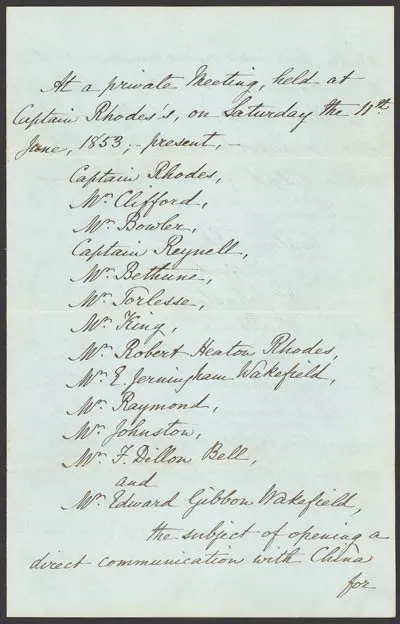 At a private Meeting, held at
Captain Rhodes's, on Saturday the 11th
June, 1853, - present, -
Captain Rhodes,
Mr. Clifford,
Mr. Bowler,
Captain Reynell,
Mr. Bethune,
Mr. Torlesse,
Mr. King,
Mr. Robert Heaton Rhodes,
Mr. E. Jerningham Wakefield,
Mr. Raymond,
Mr. Johnston,
Mr. F. Dillon Bell,
and
Mr. Edward Gibbon Wakefield,
the subject of opening a
direct communication with China
for